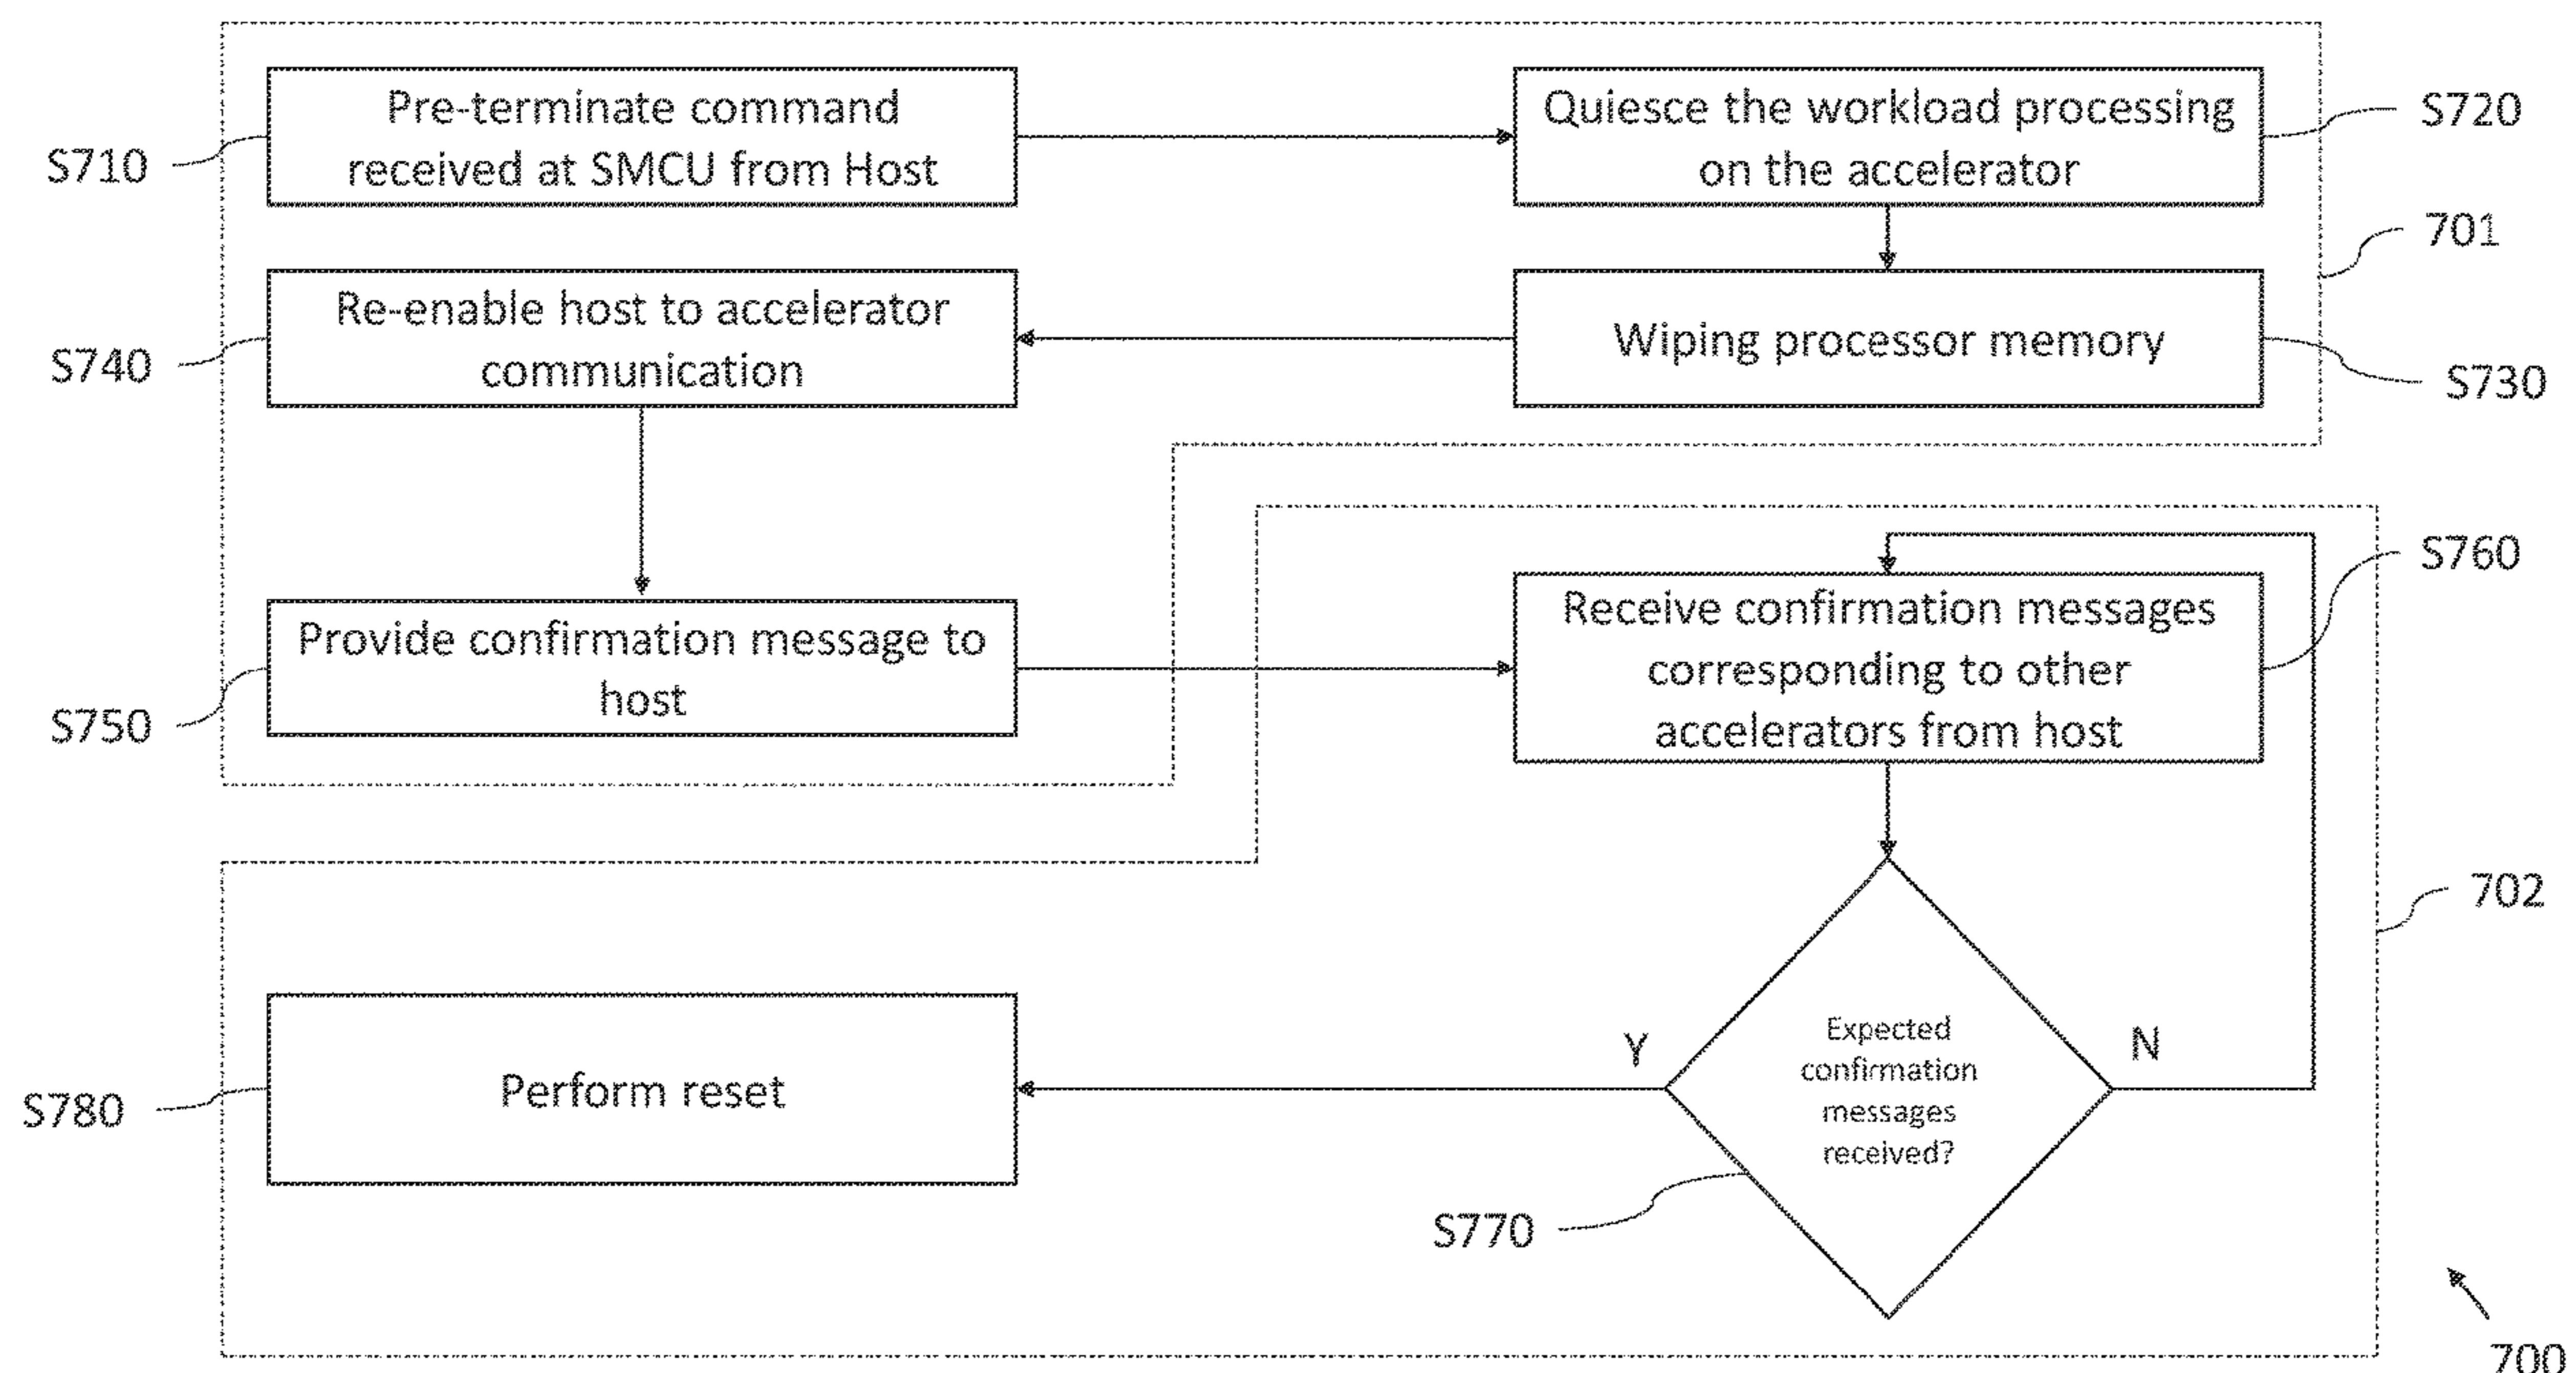 Pre-terminate command
received at SMCU from Host
S710
Quiesce the workload processing
on the accelerator
S720
701
Re-enable host to accelerator
communication
S740
Wiping processor memory
S730
Provide confirmation message to
host
S750
Receive confirmation messages
corresponding to other
accelerators from host
S760
702
Perform reset
S780
Y
Expected
confirmation
messages
received?
N
S770
700